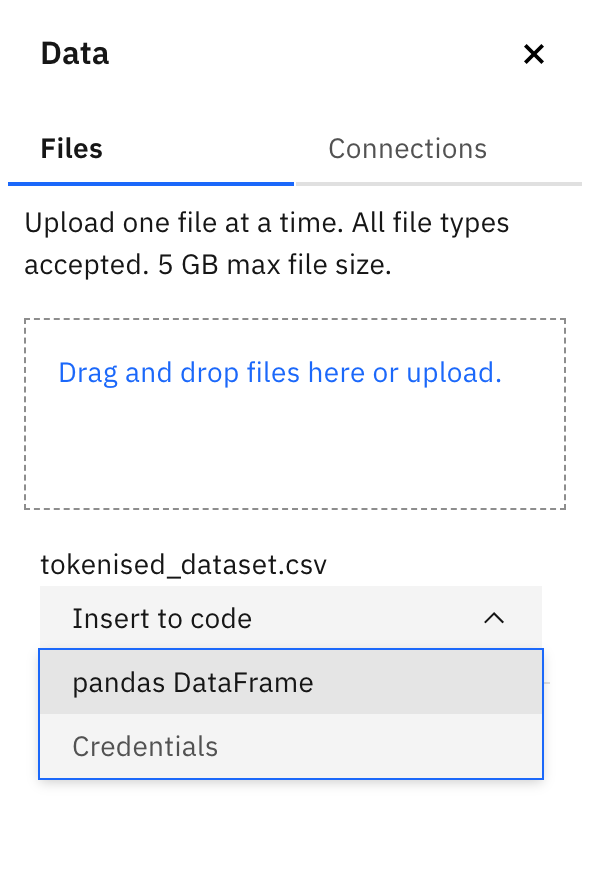 Data
Files
Connections
Upload one file at a time. All file types
accepted. 5 GB max file size.
Drag and drop files here or upload.
tokenised_dataset.csv
Insert to code
pandas DataFrame
Credentials